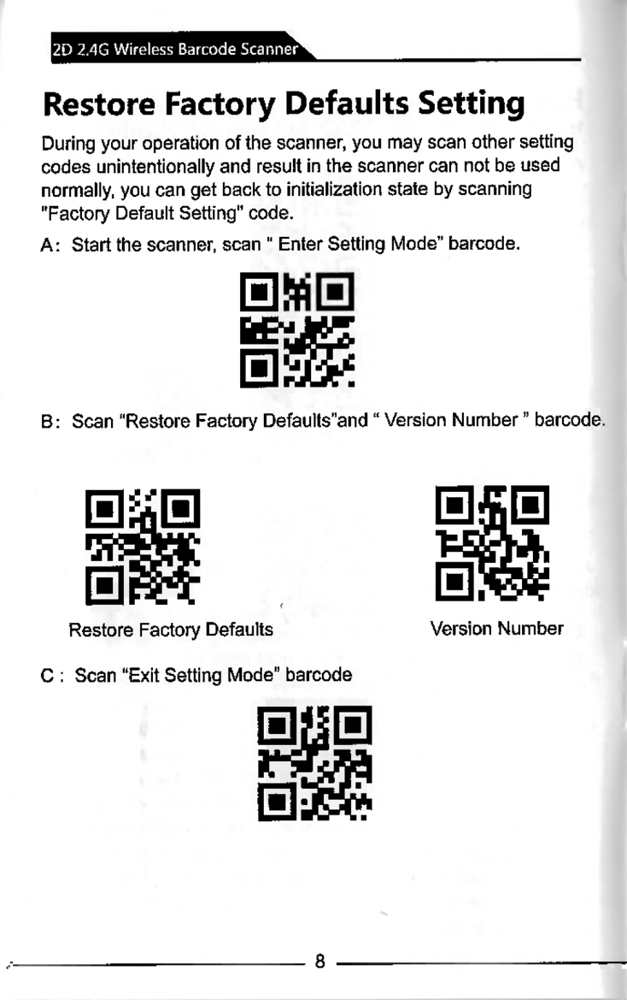 2D 2.4G Wireless Barcode Scanner
Restore Factory Defaults Setting
During your operation of the scanner, you may scan other setting
codes unintentionally and result in the scanner can not be used
normally, you can get back to initialization state by scanning
"Factory Default Setting" code.
A: Start the scanner, scan " Enter Setting Mode" barcode.
B: Scan "Restore Factory Defaults"and " Version Number " barcode.
Restore Factory Defaults
Version Number
C : Scan "Exit Setting Mode" barcode
8